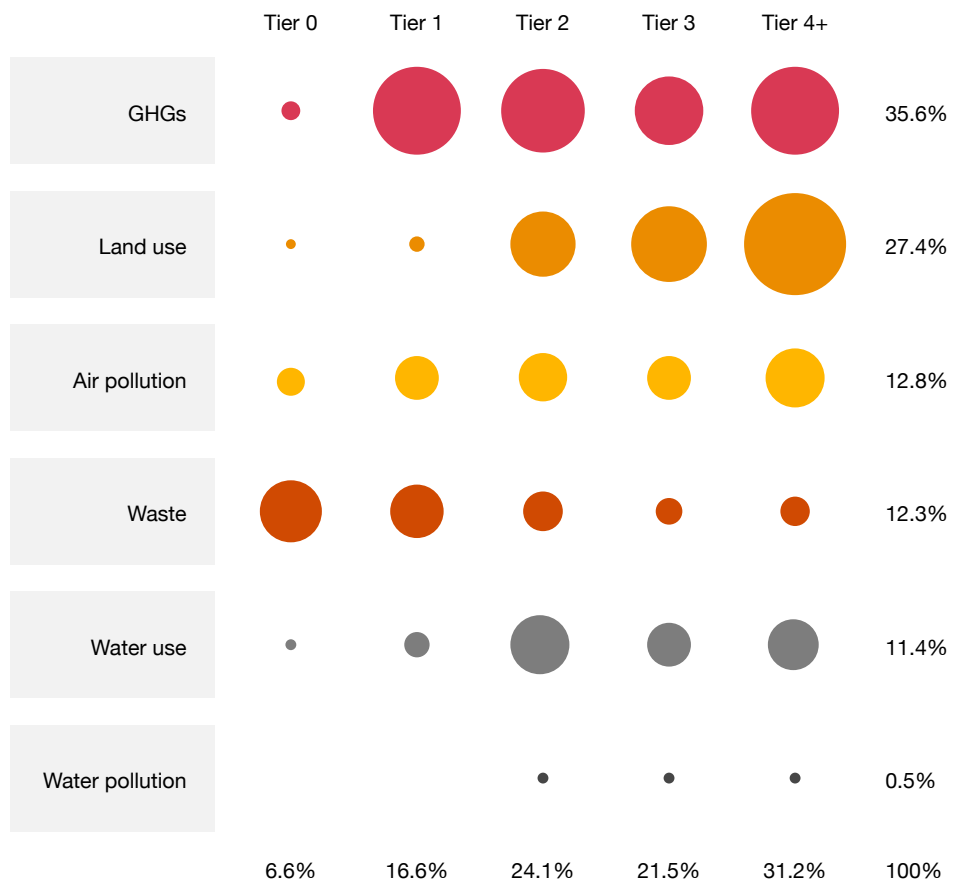 Tier 0 Tier 1 Tier 2 Tier 3 Tier 4+
GHGs 35.6%
Land use 27.4%
Air pollution 12.8%
Waste 12.3%
Water use 11.4%
Water pollution 0.5%
6.6% 16.6% 24.1% 21.5% 31.2% 100%